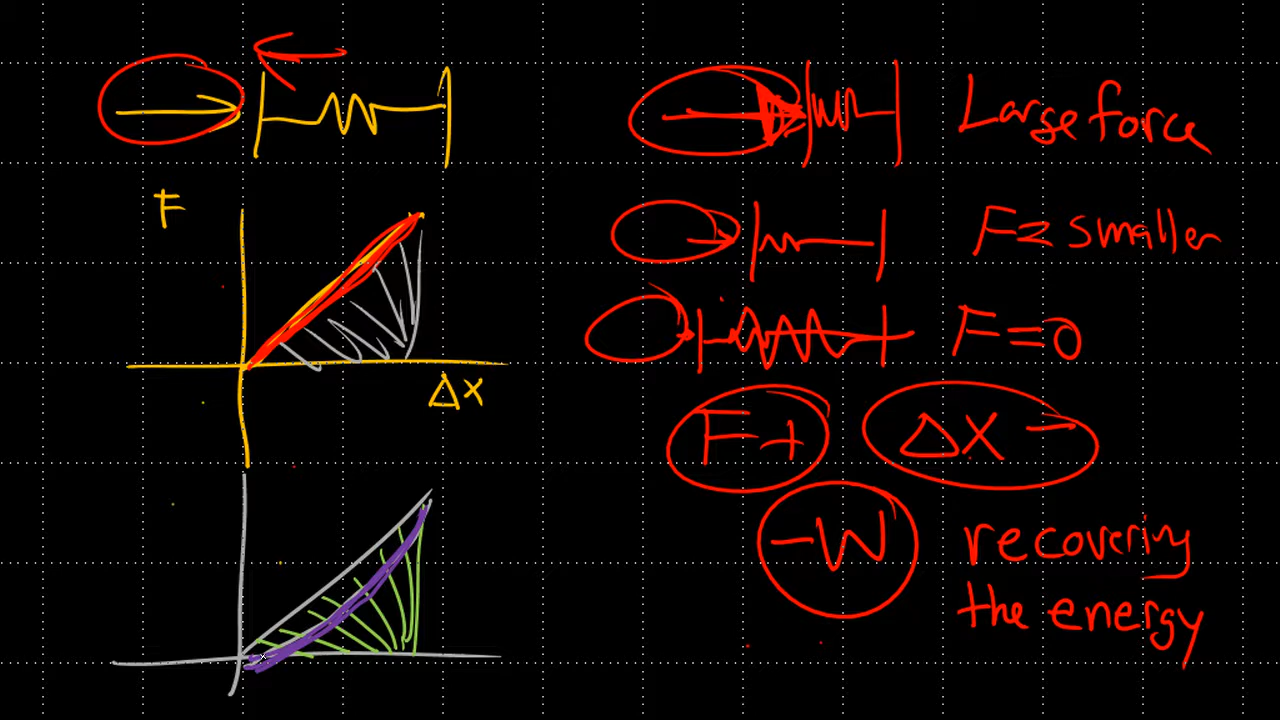 Large force
F
F = smaller
F = 0
Δx
F +
Δx -
-W
recovering
the energy